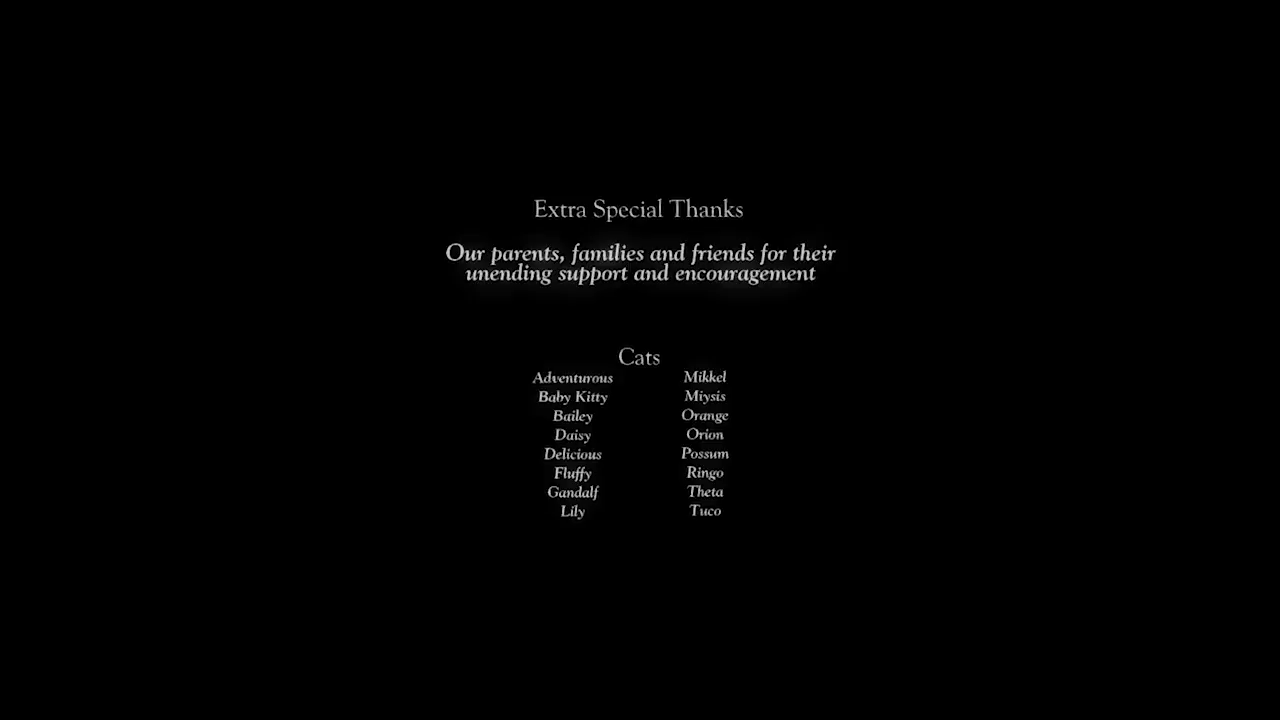 Extra Special Thanks
Our parents, families and friends for their
unending support and encouragement
Cats
Adventurous
Baby Kitty
Bailey
Daisy
Delicious
Fluffy
Gandalf
Lily
Mikkel
Miysis
Orange
Orion
Possum
Ringo
Theta
Tuco